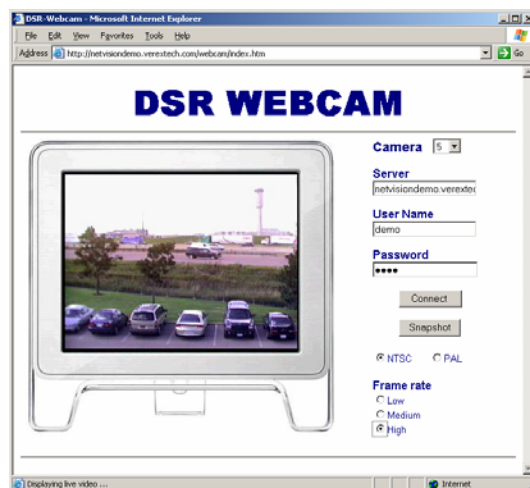 DSR-Webcam - Microsoft Internet Explorer
File Edit View Favorites Tools Help
Address http://netvisiondemo.verextech.com/webcam/index.htm Go
DSR WEBCAM
Camera 5
Server
netvisiondemo.verextec
User Name
demo
Password
••••
Connect
Snapshot
NTSC PAL
Frame rate
Low
Medium
High
Displaying live video ... Internet